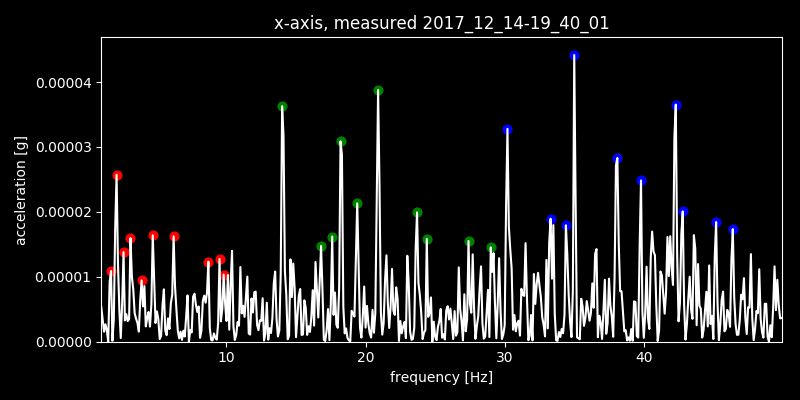 x-axis, measured 2017_12_14-19_40_01
0.00004
0.00003
0.00002
0.00001
0.00000
acceleration [g]
10 20 30 40
frequency [Hz]